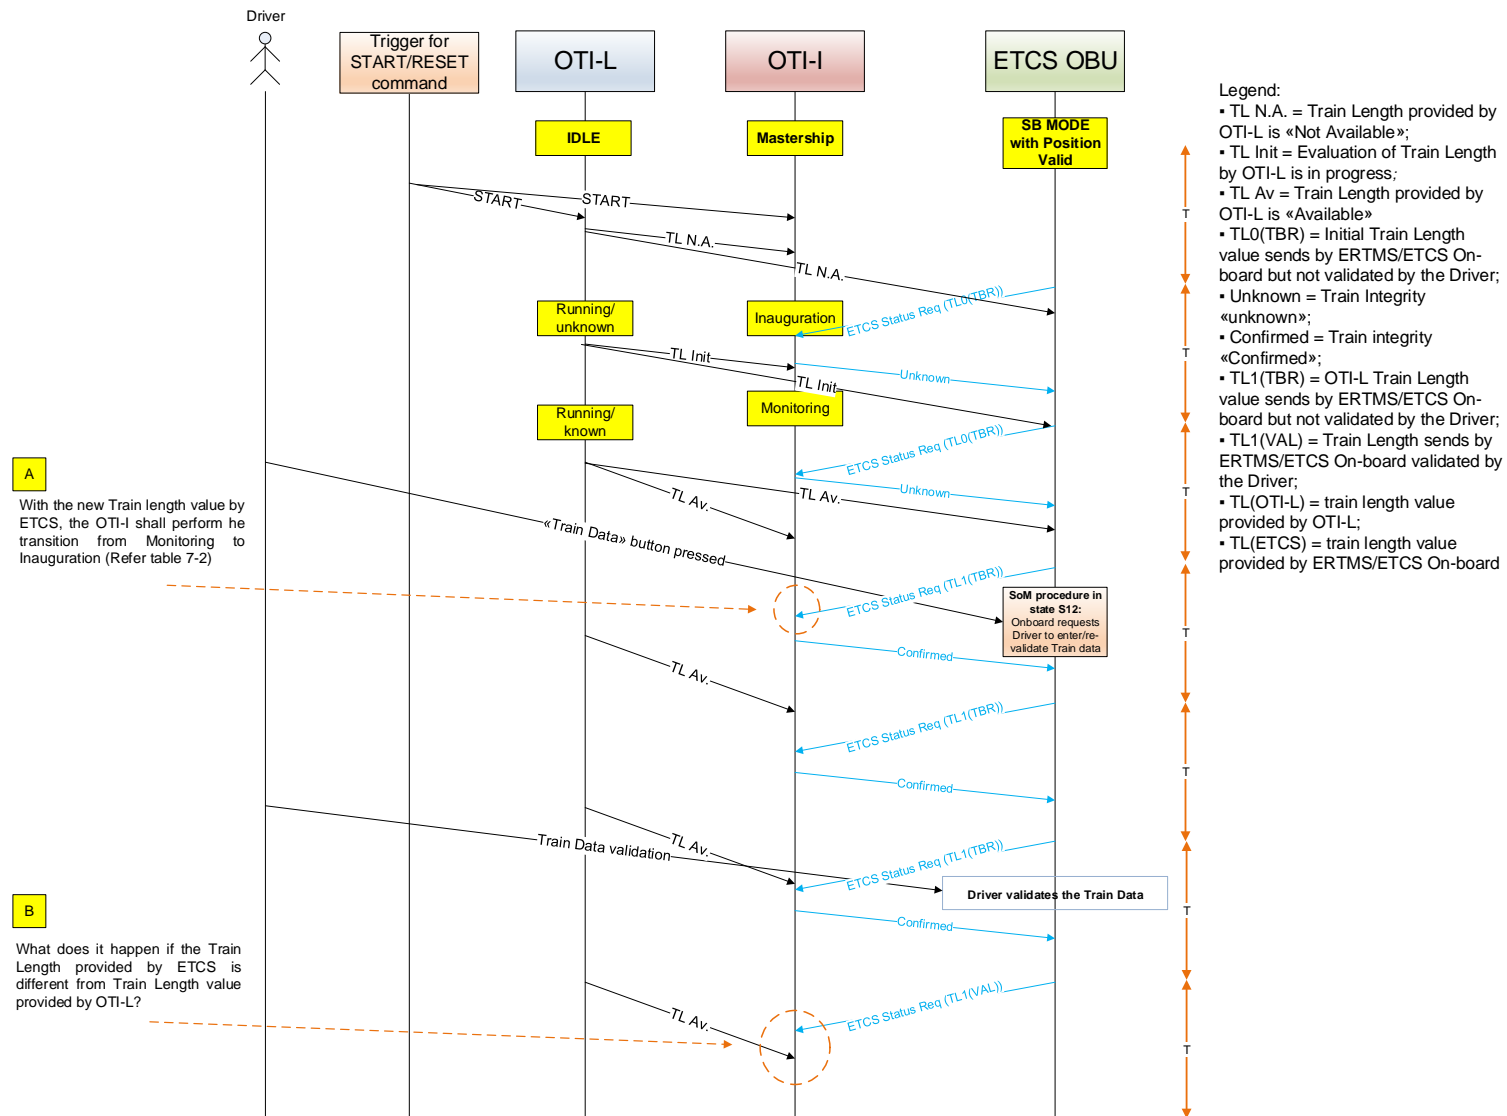 Driver
Trigger for
START/RESET
command
OTI-L
OTI-I
ETCS OBU
IDLE
Mastership
SB MODE
with Position
Valid
START
START
TL N.A.
TL N.A.
T
ETCS Status Req (TL0(TBR))
Running/
unknown
Inauguration
TL Init
Unknown
TL Init
T
Running/
known
Monitoring
ETCS Status Req (TL0(TBR))
Unknown
TL Av.
TL Av.
T
A
With the new Train length value by
ETCS, the OTI-I shall perform he
transition from Monitoring to
Inauguration (Refer table 7-2)
«Train Data» button pressed
ETCS Status Req (TL1(TBR))
SoM procedure in
state S12:
Onboard requests
Driver to enter/re-
validate Train data
Confirmed
TL Av.
T
ETCS Status Req (TL1(TBR))
Confirmed
T
Train Data validation
TL Av.
ETCS Status Req (TL1(TBR))
Driver validates the Train Data
Confirmed
T
B
What does it happen if the Train
Length provided by ETCS is
different from Train Length value
provided by OTI-L?
TL Av.
ETCS Status Req (TL1(VAL))
T
Legend:
▪ TL N.A. = Train Length provided by
OTI-L is «Not Available»;
▪ TL Init = Evaluation of Train Length
by OTI-L is in progress;
▪ TL Av = Train Length provided by
OTI-L is «Available»
▪ TL0(TBR) = Initial Train Length
value sends by ERTMS/ETCS On-
board but not validated by the Driver;
▪ Unknown = Train Integrity
«unknown»;
▪ Confirmed = Train integrity
«Confirmed»;
▪ TL1(TBR) = OTI-L Train Length
value sends by ERTMS/ETCS On-
board but not validated by the Driver;
▪ TL1(VAL) = Train Length sends by
ERTMS/ETCS On-board validated by
the Driver;
▪ TL(OTI-L) = train length value
provided by OTI-L;
▪ TL(ETCS) = train length value
provided by ERTMS/ETCS On-board